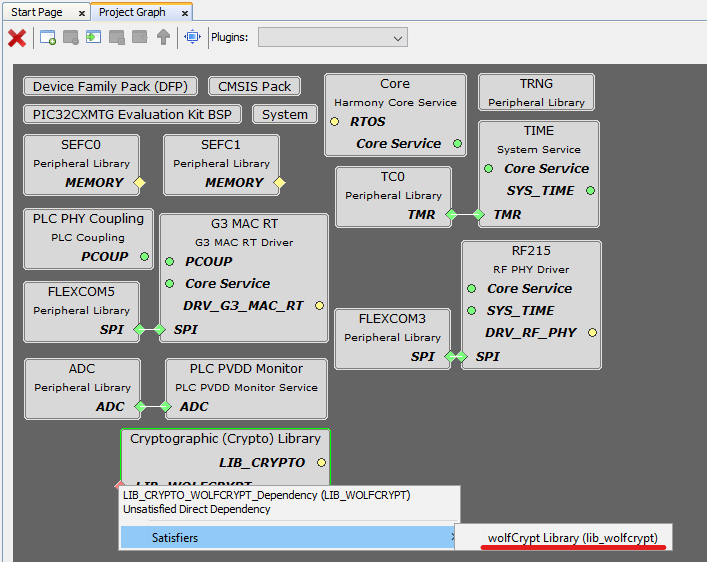 Start Page
Project Graph
Plugins:
Device Family Pack (DFP)
CMSIS Pack
PIC32CXMTG Evaluation Kit BSP
System
Core
Harmony Core Service
RTOS
Core Service
TRNG
Peripheral Library
SEFC0
Peripheral Library
MEMORY
SEFC1
Peripheral Library
MEMORY
TIME
System Service
Core Service
SYS_TIME
TMR
TC0
Peripheral Library
TMR
PLC PHY Coupling
PLC Coupling
PCOUP
G3 MAC RT
G3 MAC RT Driver
PCOUP
Core Service
DRV_G3_MAC_RT
SPI
FLEXCOM5
Peripheral Library
SPI
RF215
RF PHY Driver
Core Service
SYS_TIME
DRV_RF_PHY
SPI
FLEXCOM3
Peripheral Library
SPI
ADC
Peripheral Library
ADC
PLC PVDD Monitor
PLC PVDD Monitor Service
ADC
Cryptographic (Crypto) Library
LIB_CRYPTO
LIB_WOLFCRYPT
LIB_CRYPTO_WOLFCRYPT_Dependency (LIB_WOLFCRYPT)
Unsatisfied Direct Dependency
Satisfiers
wolfCrypt Library (lib_wolfcrypt)